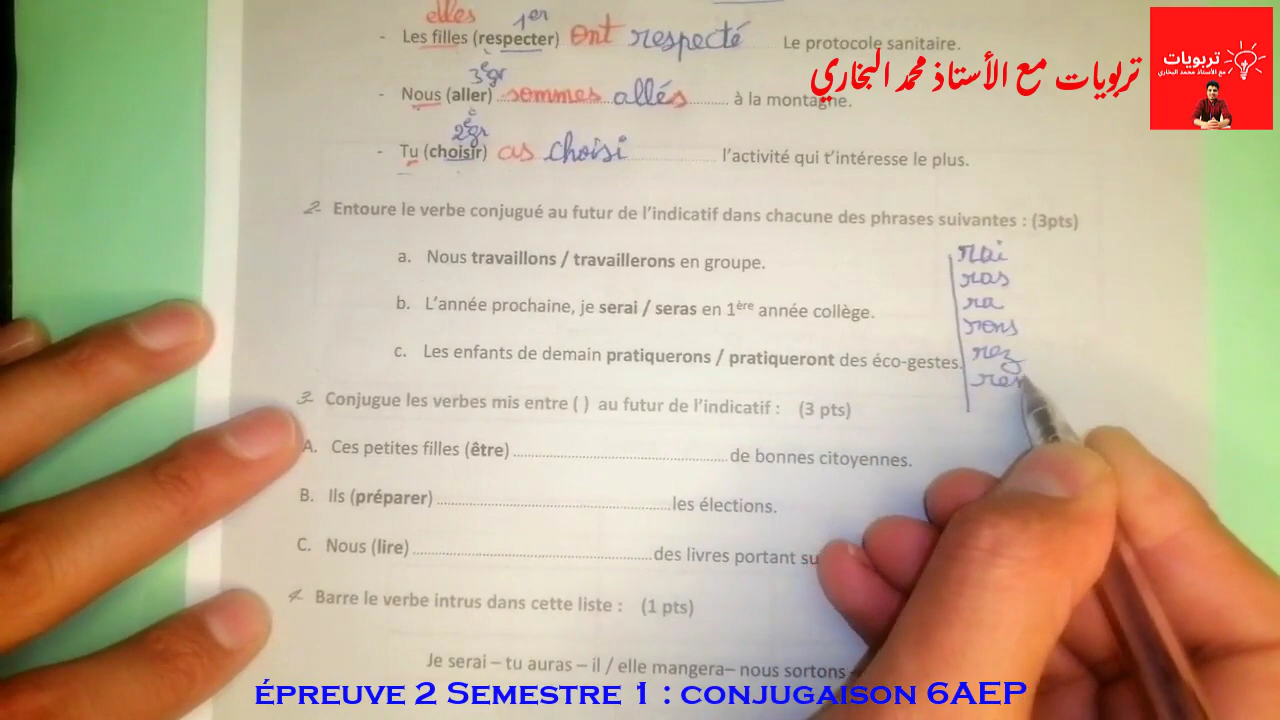 elles 1er
- Les filles (respecter) ont respecté Le protocole sanitaire.
3e gr
- Nous (aller) sommes allés à la montagne.
2e gr
- Tu (choisir) as choisi l'activité qui t'intéresse le plus.
2- Entoure le verbe conjugué au futur de l'indicatif dans chacune des phrases suivantes : (3pts)
a. Nous travaillons / travaillerons en groupe.
b. L'année prochaine, je serai / seras en 1ère année collège.
c. Les enfants de demain pratiquerons / pratiqueront des éco-gestes.
rai
ras
ra
rons
rez
3- Conjugue les verbes mis entre ( ) au futur de l'indicatif : (3 pts)
A. Ces petites filles (être) ........ de bonnes citoyennes.
B. Ils (préparer) ........ les élections.
C. Nous (lire) ........ des livres portant su
4- Barre le verbe intrus dans cette liste : (1 pts)
Je serai – tu auras – il / elle mangera– nous sortons
تربويات مع الأستاذ محمد البخاري
تربويات
مع الأستاذ محمد البخاري
épreuve 2 Semestre 1 : conjugaison 6AEP